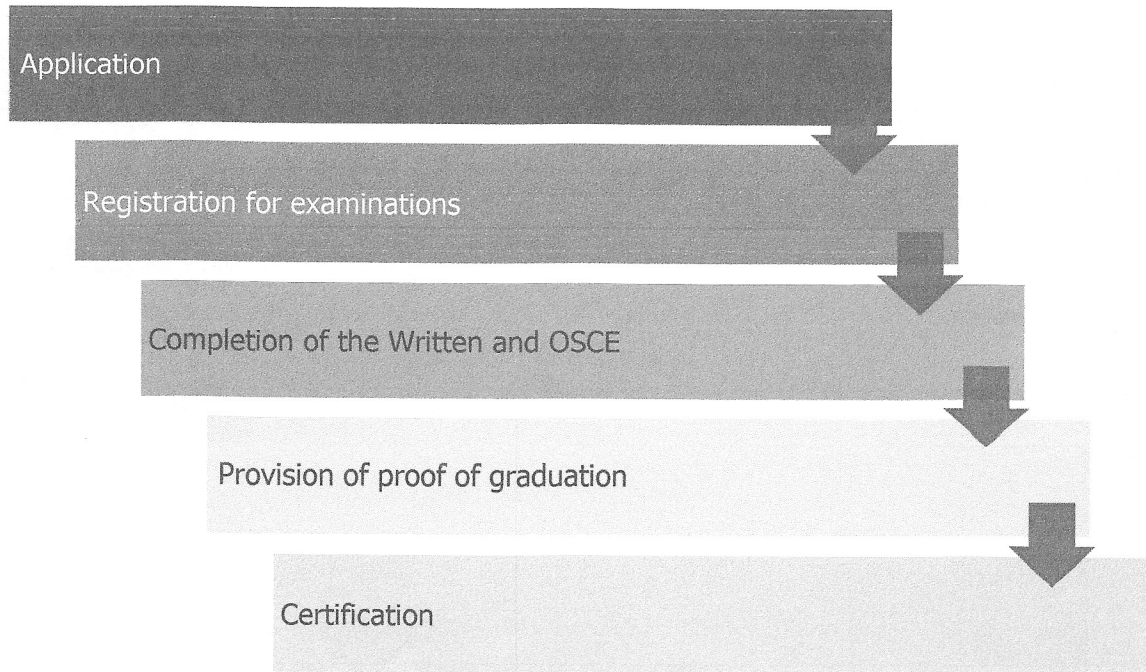 Application
Registration for examinations
Completion of the Written and OSCE
Provision of proof of graduation
Certification